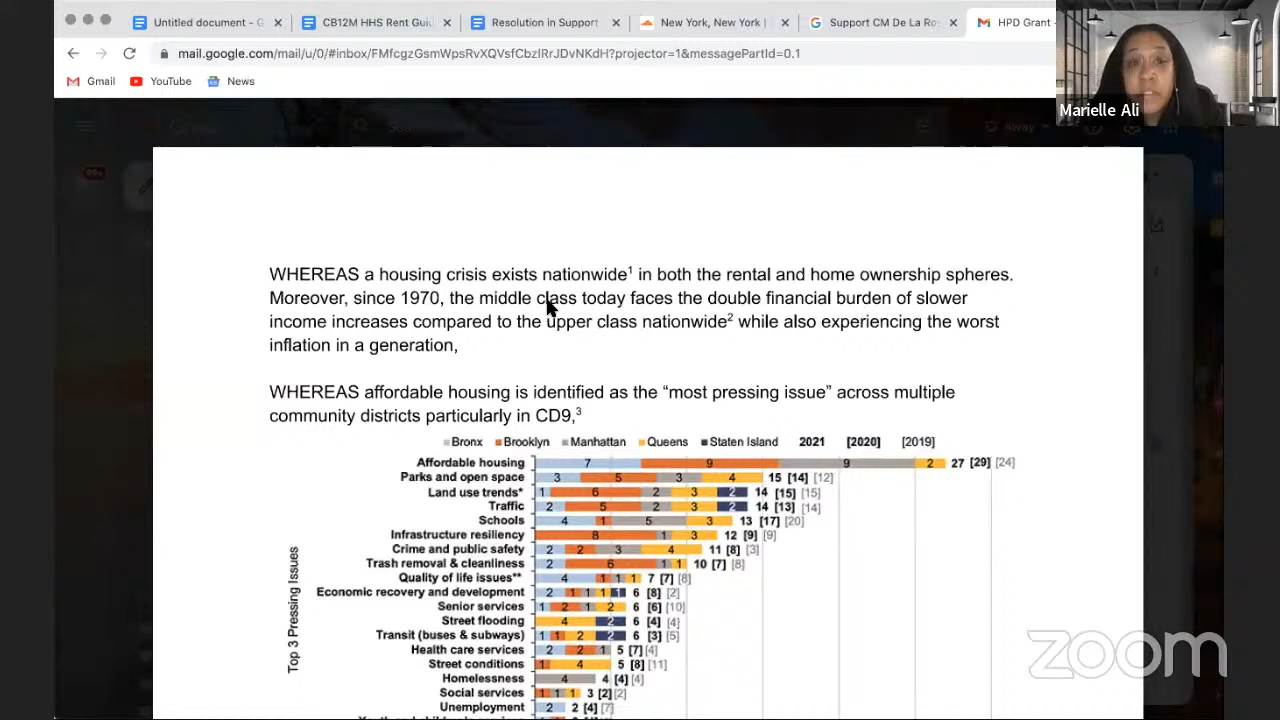 Untitled document - G
CB12M HHS Rent Guid
Resolution in Support
New York, New York |
Support CM De La Ros
HPD Grant -
mail.google.com/mail/u/0/#inbox/FMfcgzGsmWpsRvXQVsfCbzlRrJDvNKdH?projector=1&messagePartId=0.1
Gmail
YouTube
News
Marielle Ali
Away
99+
WHEREAS a housing crisis exists nationwide¹ in both the rental and home ownership spheres.
Moreover, since 1970, the middle class today faces the double financial burden of slower
income increases compared to the upper class nationwide² while also experiencing the worst
inflation in a generation,
WHEREAS affordable housing is identified as the “most pressing issue” across multiple
community districts particularly in CD9,³
Bronx Brooklyn Manhattan Queens Staten Island 2021 [2020] [2019]
Top 3 Pressing Issues
Affordable housing 7 9 9 2 27 [29] [24]
Parks and open space 3 5 3 4 15 [14] [12]
Land use trends* 1 6 2 3 2 14 [15] [15]
Traffic 2 5 2 3 2 14 [13] [14]
Schools 4 1 5 3 13 [17] [20]
Infrastructure resiliency 8 1 3 12 [9] [9]
Crime and public safety 2 2 3 4 11 [8] [3]
Trash removal & cleanliness 2 6 1 1 10 [7] [8]
Quality of life issues** 4 1 1 1 7 [7] [8]
Economic recovery and development 2 1 1 1 1 6 [8] [2]
Senior services 1 2 1 2 6 [6] [10]
Street flooding 4 2 6 [4] [4]
Transit (buses & subways) 1 1 2 2 6 [3] [5]
Health care services 2 2 1 5 [7] [4]
Street conditions 1 4 5 [8] [11]
Homelessness 4 4 [4] [4]
Social services 1 1 1 3 [2] [2]
Unemployment 2 2 [4] [7]
zoom